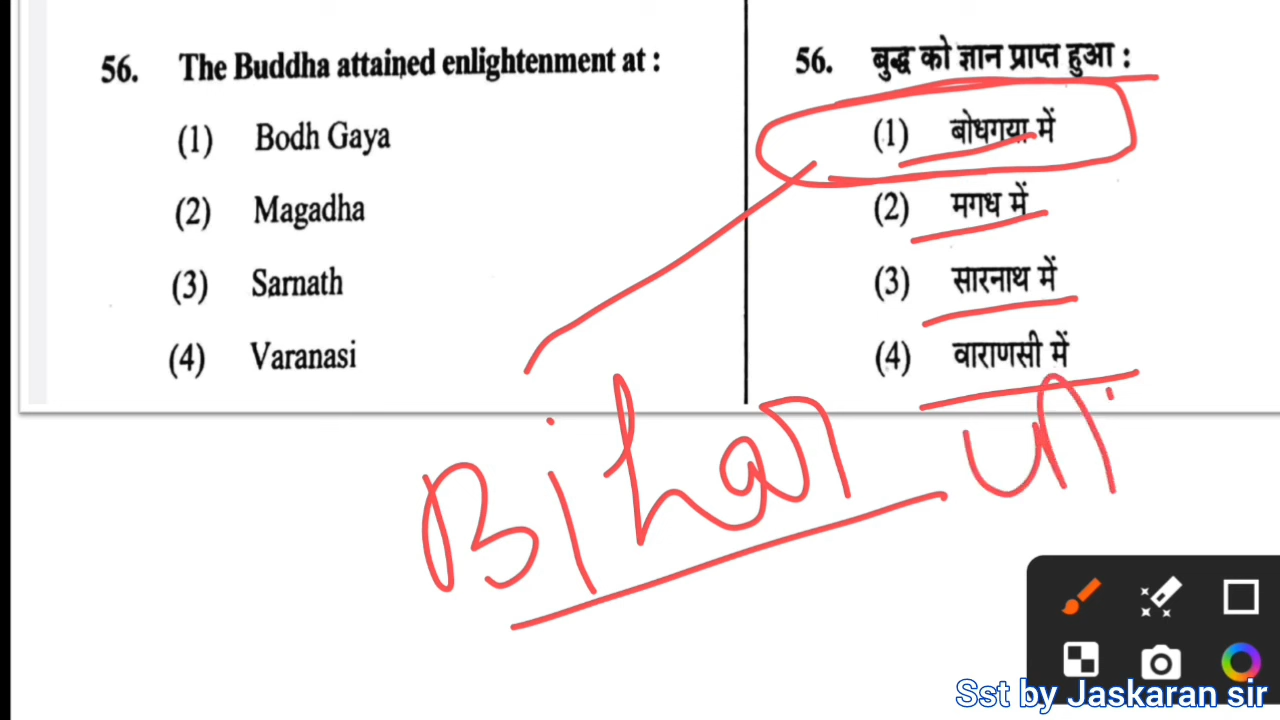 56. The Buddha attained enlightenment at :
(1) Bodh Gaya
(2) Magadha
(3) Sarnath
(4) Varanasi
56. बुद्ध को ज्ञान प्राप्त हुआ :
(1) बोधगया में
(2) मगध में
(3) सारनाथ में
(4) वाराणसी में
Bihar
Sst by Jaskaran sir